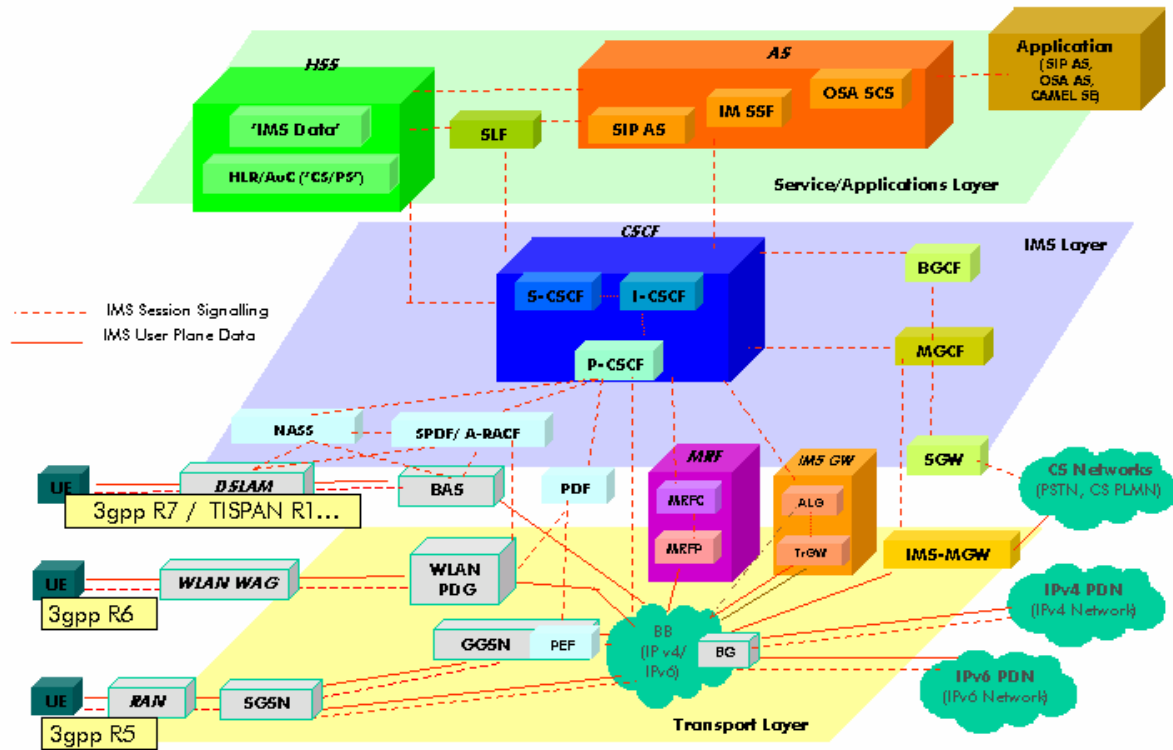 HSS
'IMS Data'
HLR/AuC ('CS/PS')
SLF
AS
SIP AS
IM SSF
OSA SCS
Application
( SIP AS,
OSA AS,
CAMEL SE)
Service/Applications Layer
CSCF
IMS Layer
S-CSCF
I-CSCF
P-CSCF
BGCF
MGCF
IMS Session Signalling
IMS User Plane Data
NASS
SPDF/ A-RACF
SGW
CS Networks
(PSTN, CS PLMN)
UE
DSLAM
BAS
PDF
MRF
MRFC
MRFP
IMS GW
ALG
TrGW
IMS-MGW
3gpp R7 / TISPAN R1...
UE
WLAN WAG
WLAN
PDG
3gpp R6
GGSN
PEF
BB
(IP v4/
IPv6)
BG
IPv4 PDN
(IPv4 Network)
IPv6 PDN
(IPv6 Network)
UE
RAN
SGSN
3gpp R5
Transport Layer